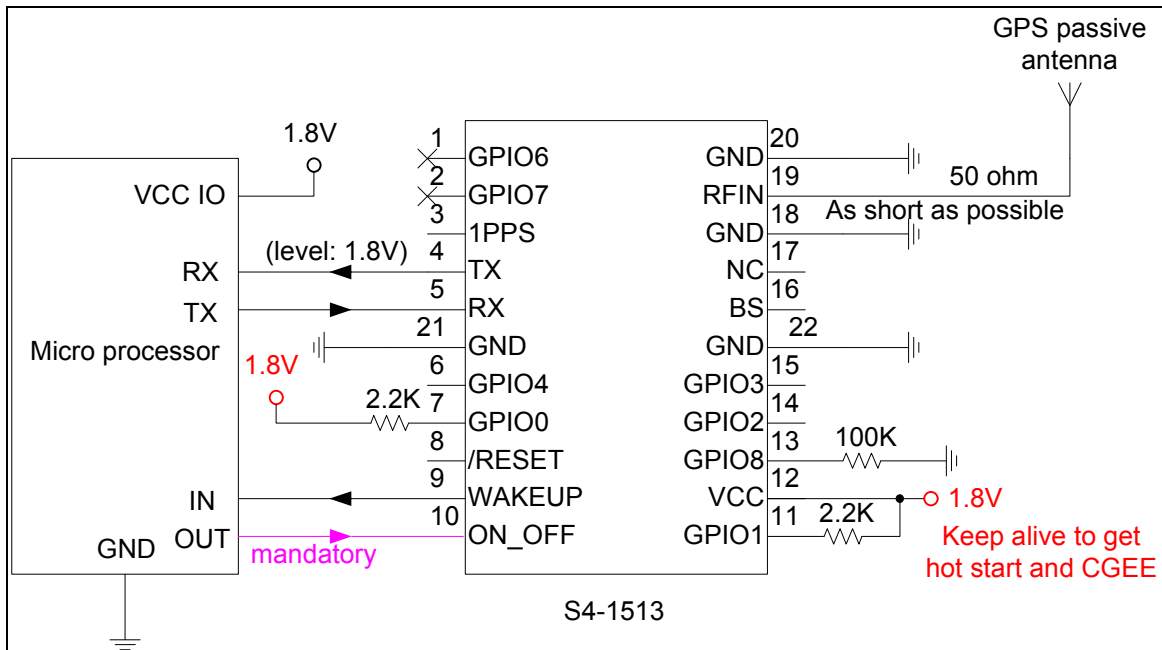 GPS passive
antenna
1.8V
VCC IO
RX
TX
Micro processor
IN
OUT
GND
(level: 1.8V)
1.8V
2.2K
mandatory
1 GPIO6
2 GPIO7
3 1PPS
4 TX
5 RX
21 GND
6 GPIO4
7 GPIO0
8 /RESET
9 WAKEUP
10 ON_OFF
GND 20
RFIN 19
GND 18
NC 17
BS 16
GND 22
GPIO3 15
GPIO2 14
GPIO8 13
VCC 12
GPIO1 11
50 ohm
As short as possible
100K
2.2K
1.8V
Keep alive to get
hot start and CGEE
S4-1513